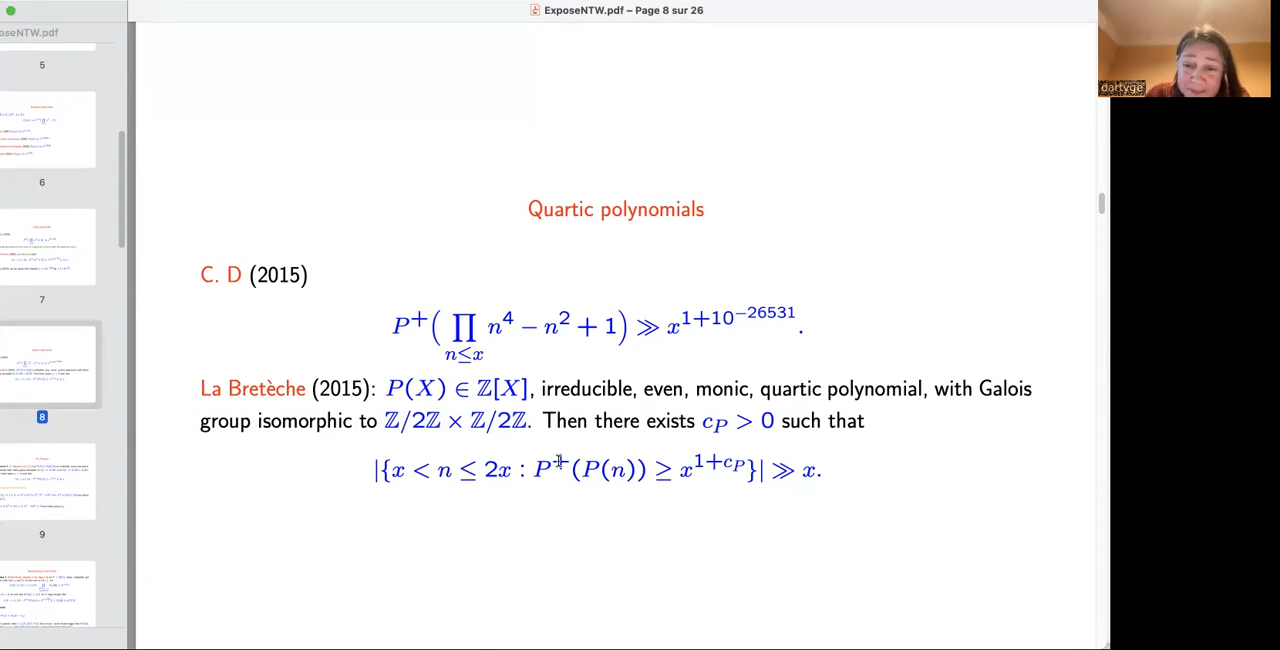 ExposeNTW.pdf – Page 8 sur 26
oseNTW.pdf
5
6
7
8
9
dartyge
Quartic polynomials
C. D (2015)
P⁺( ∏_{n≤x} n⁴ − n² + 1) ≫ x^{1+10^{−26531}}.
La Bretèche (2015): P(X) ∈ ℤ[X], irreducible, even, monic, quartic polynomial, with Galois
group isomorphic to ℤ/2ℤ × ℤ/2ℤ. Then there exists c_P > 0 such that
|{x < n ≤ 2x : P⁺(P(n)) ≥ x^{1+c_P}}| ≫ x.